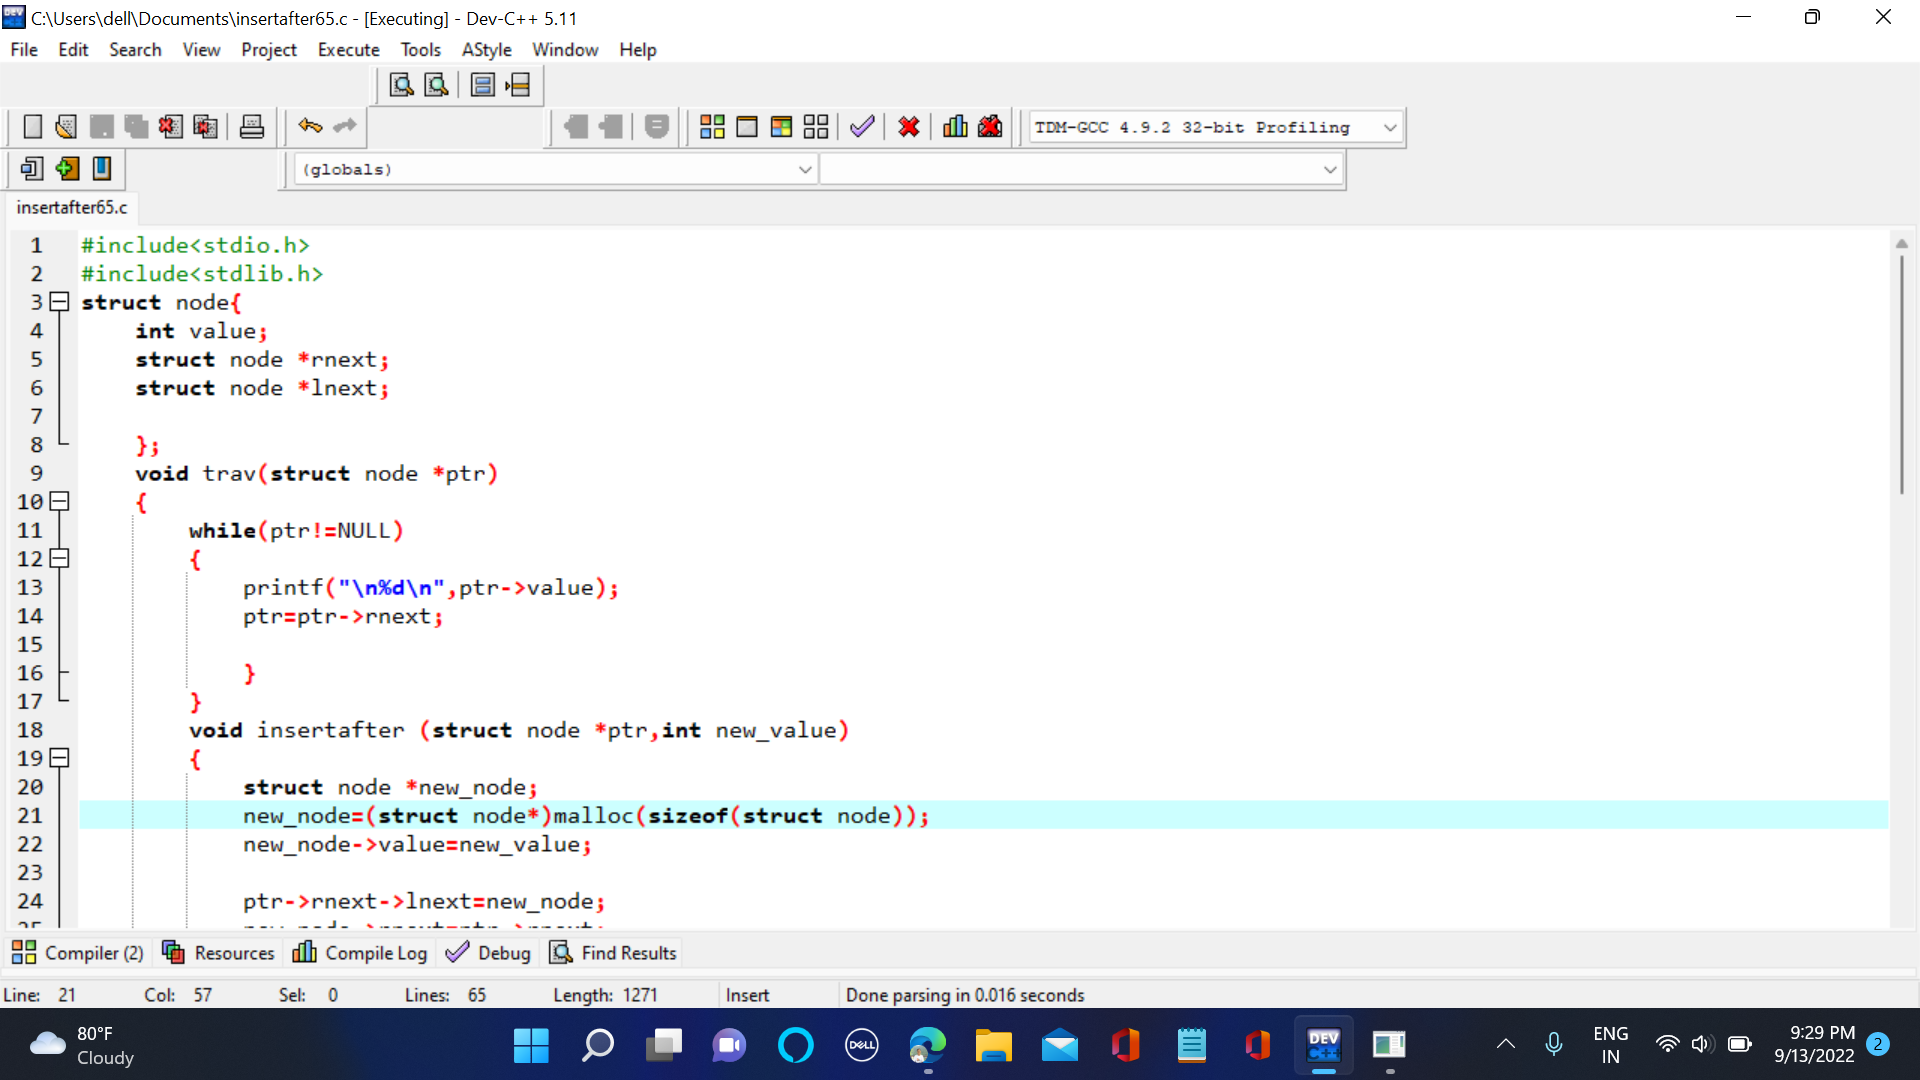 C:\Users\dell\Documents\insertafter65.c - [Executing] - Dev-C++ 5.11
File Edit Search View Project Execute Tools AStyle Window Help
TDM-GCC 4.9.2 32-bit Profiling
(globals)
insertafter65.c
1 #include<stdio.h>
2 #include<stdlib.h>
3 struct node{
4 int value;
5 struct node *rnext;
6 struct node *lnext;
7
8 };
9 void trav(struct node *ptr)
10 {
11 while(ptr!=NULL)
12 {
13 printf("\n%d\n",ptr->value);
14 ptr=ptr->rnext;
15
16 }
17 }
18 void insertafter (struct node *ptr,int new_value)
19 {
20 struct node *new_node;
21 new_node=(struct node*)malloc(sizeof(struct node));
22 new_node->value=new_value;
23
24 ptr->rnext->lnext=new_node;
Compiler (2) Resources Compile Log Debug Find Results
Line: 21 Col: 57 Sel: 0 Lines: 65 Length: 1271 Insert Done parsing in 0.016 seconds
80°F
Cloudy
DELL
DEV
C++
ENG
IN
9:29 PM
9/13/2022
2